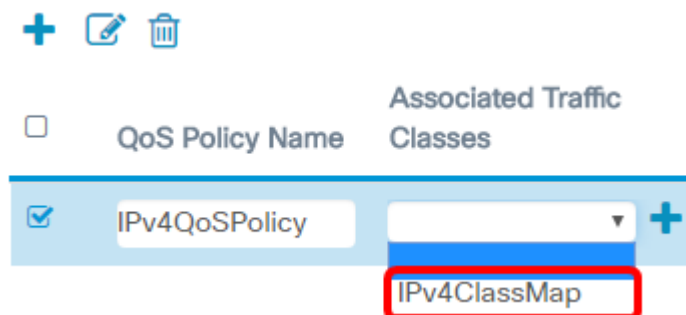 QoS Policy Name
Associated Traffic
Classes
IPv4QoSPolicy
IPv4ClassMap